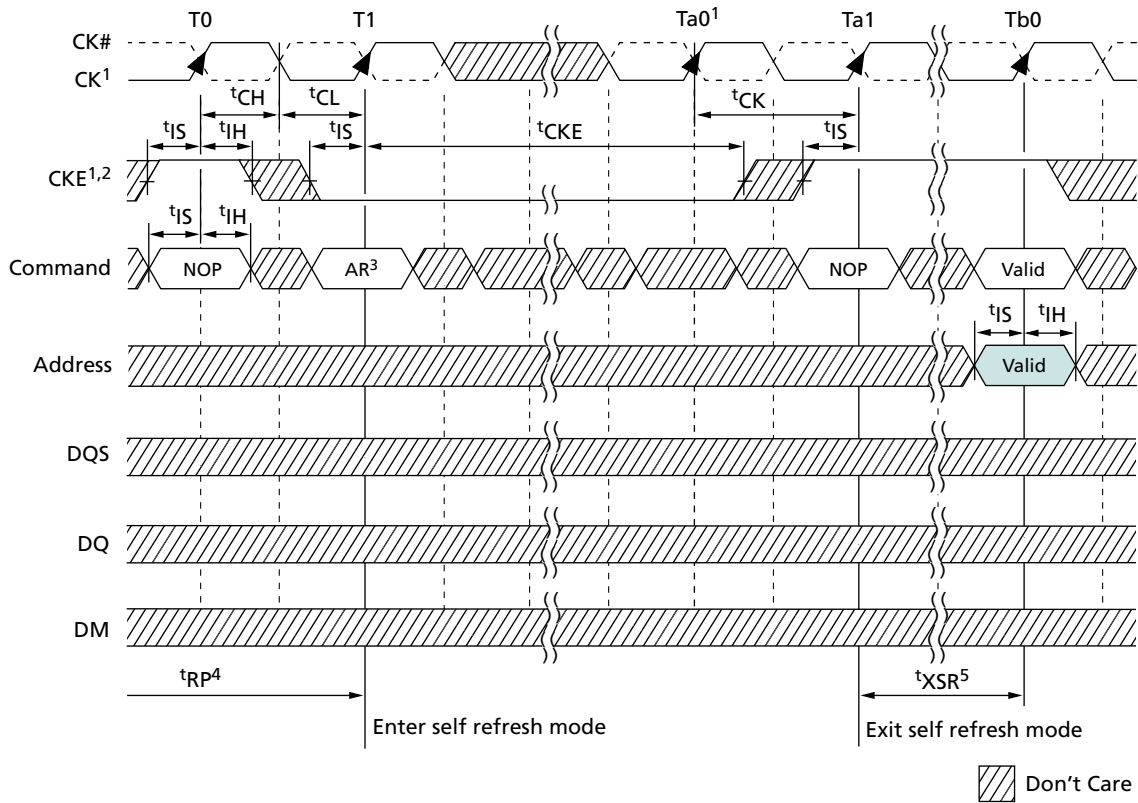 T0 T1 Ta0¹ Ta1 Tb0
CK#
CK¹
tCH tCL tCK
tIS tIH tIS tCKE tIS
CKE¹,²
tIS tIH
Command NOP AR³ NOP Valid
tIS tIH
Address Valid
DQS
DQ
DM
tRP⁴ tXSR⁵
Enter self refresh mode Exit self refresh mode
Don't Care